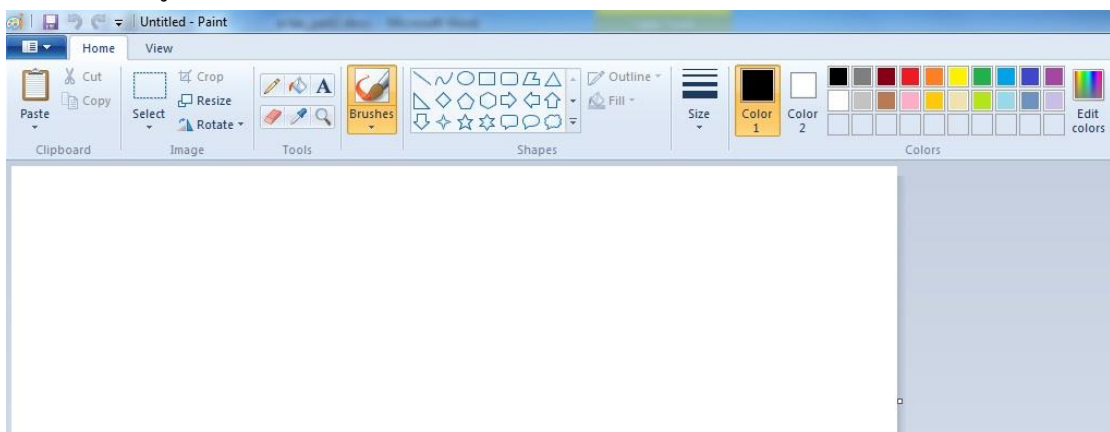 Untitled - Paint
Home View
Cut
Copy
Paste
Clipboard
Select
Crop
Resize
Rotate
Image
A
Tools
Brushes
Outline
Fill
Shapes
Size
Color 1
Color 2
Edit colors
Colors